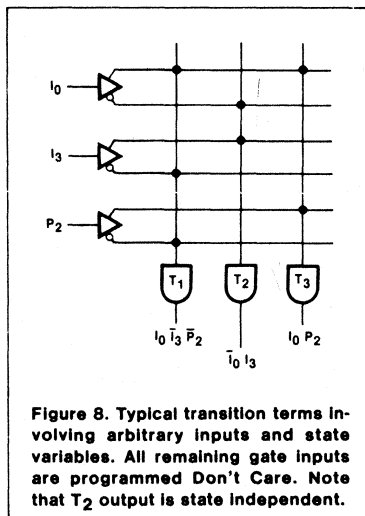 I₀
I₃
P₂
T₁ T₂ T₃
I₀ Ī₃ P̄₂
Ī₀ I₃
I₀ P₂
Figure 8. Typical transition terms in-
volving arbitrary inputs and state
variables. All remaining gate inputs
are programmed Don't Care. Note
that T₂ output is state independent.